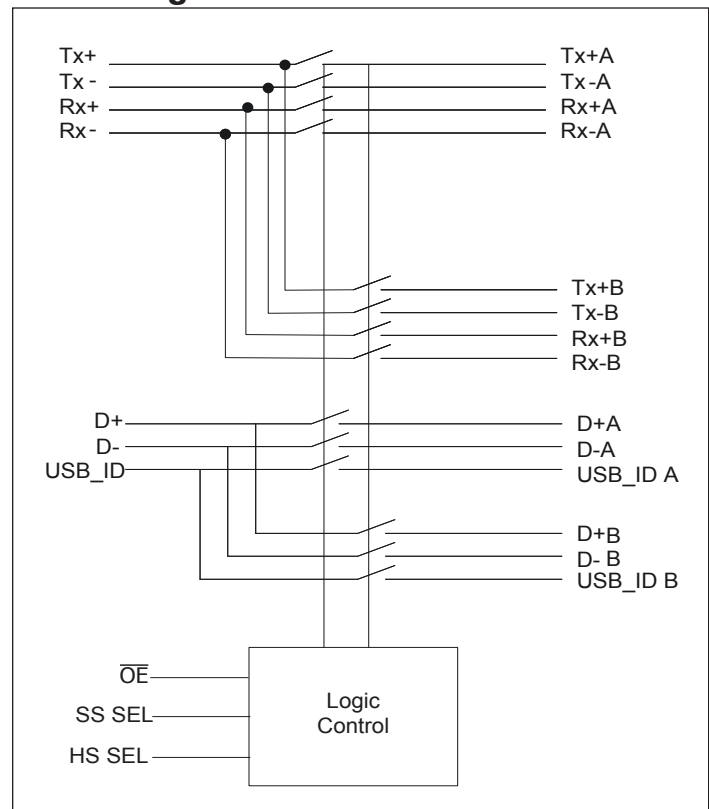 Tx+ Tx+A
Tx - Tx -A
Rx+ Rx+A
Rx - Rx-A
Tx+B
Tx-B
Rx+B
Rx-B
D+ D+A
D- D-A
USB_ID USB_ID A
D+B
D- B
USB_ID B
OE
SS SEL
HS SEL
Logic
Control